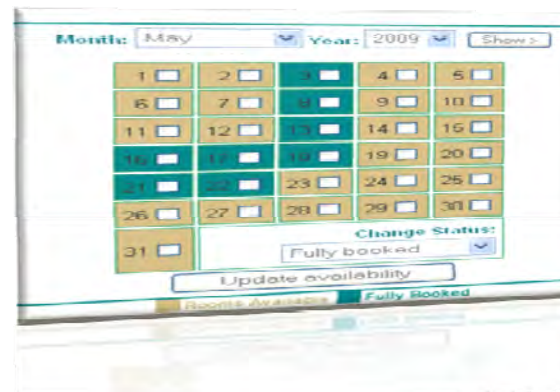 Month: May Year: 2009 Show >
1 2 3 4 5
6 7 8 9 10
11 12 13 14 15
16 17 18 19 20
21 22 23 24 25
26 27 28 29 30
31 Change Status:
Fully booked
Update availability
Rooms Available Fully Booked